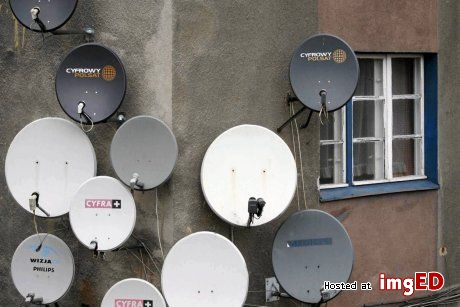 CYFROWY
POLSAT
CYFROWY
POLSAT
CYFRA+
WIZJA
PHILIPS
CYFRA+
Hosted at imgED